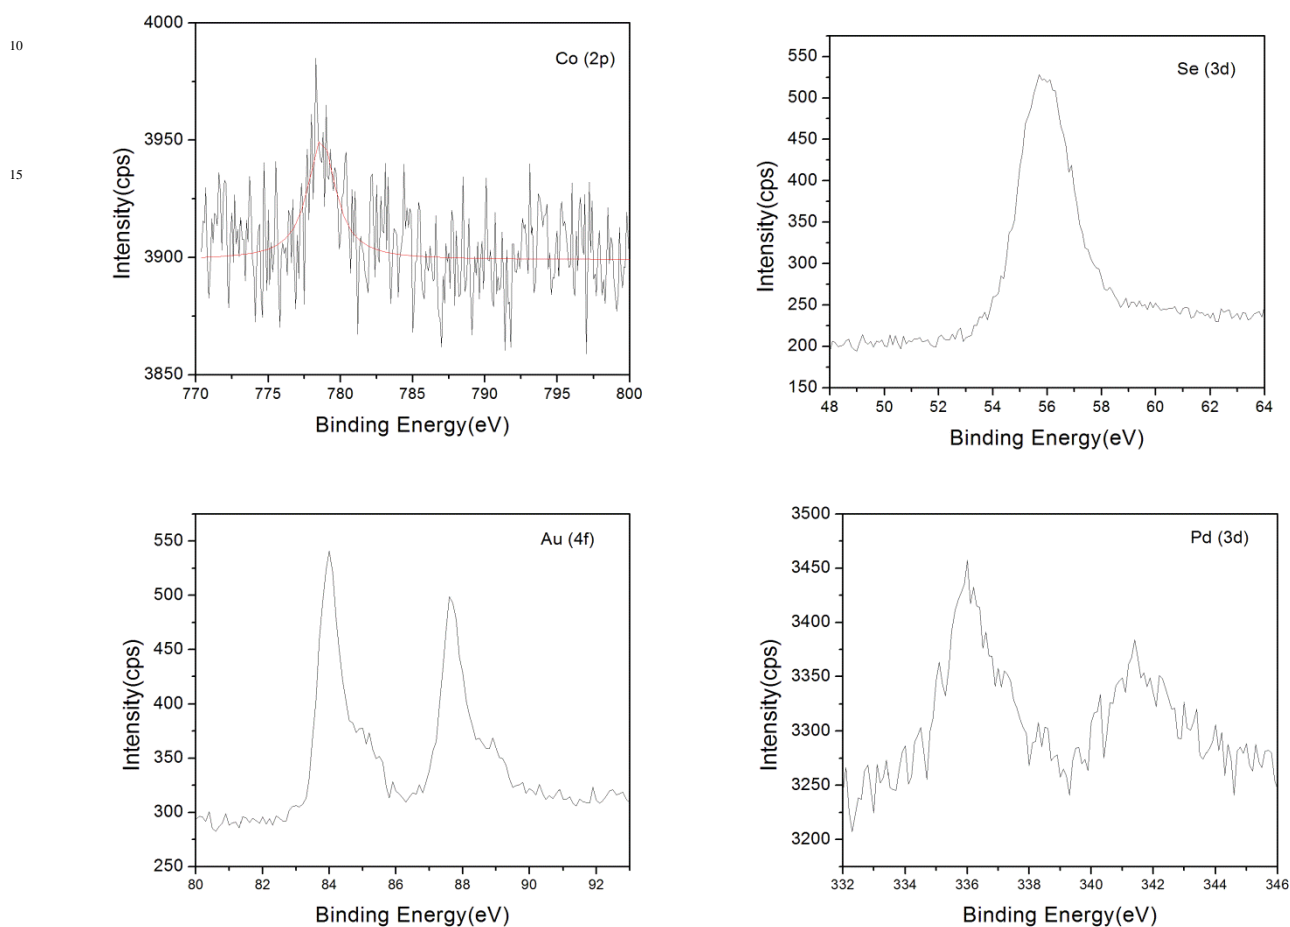 10
15
4000
3950
3900
3850
Intensity(cps)
Co (2p)
770 775 780 785 790 795 800
Binding Energy(eV)
550
500
450
400
350
300
250
200
150
Intensity(cps)
Se (3d)
48 50 52 54 56 58 60 62 64
Binding Energy(eV)
550
500
450
400
350
300
250
Intensity(cps)
Au (4f)
80 82 84 86 88 90 92
Binding Energy(eV)
3500
3450
3400
3350
3300
3250
3200
Intensity(cps)
Pd (3d)
332 334 336 338 340 342 344 346
Binding Energy(eV)